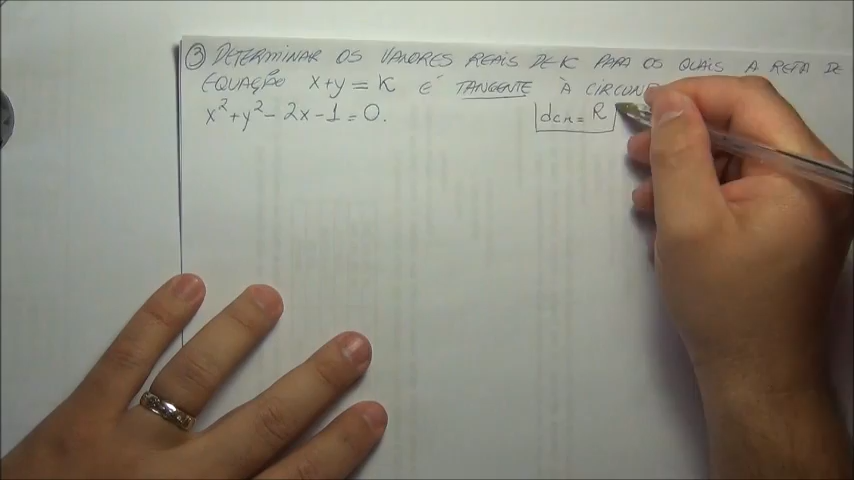 ③ DETERMINAR OS VALORES REAIS DE K PARA OS QUAIS A RETA DE
EQUAÇÃO x+y = K É TANGENTE À CIRCUNF
x² + y² - 2x - 1 = 0.
dcr = R